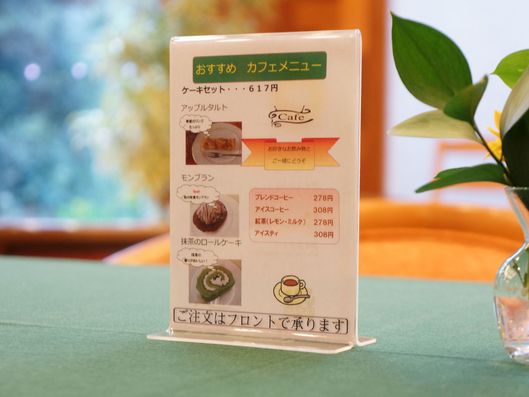 おすすめ カフェメニュー
ケーキセット・・・617円
アップルタルト
Cafe
お好きなお飲み物と
ご一緒にどうぞ
モンブラン
ブレンドコーヒー 278円
アイスコーヒー 308円
紅茶(レモン・ミルク) 278円
アイスティ 308円
抹茶のロールケーキ
ご注文はフロントで承ります